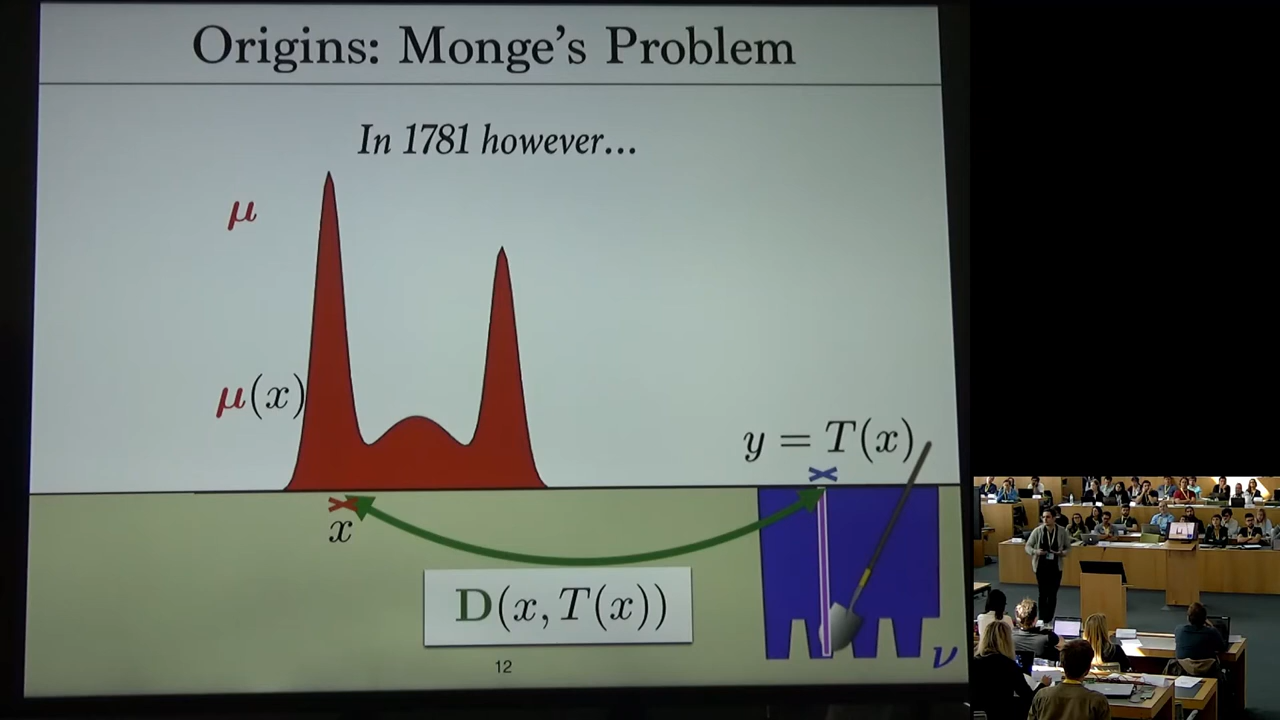 Origins: Monge's Problem
In 1781 however...
μ
μ(x)
y = T(x)
x
D(x, T(x))
ν
12